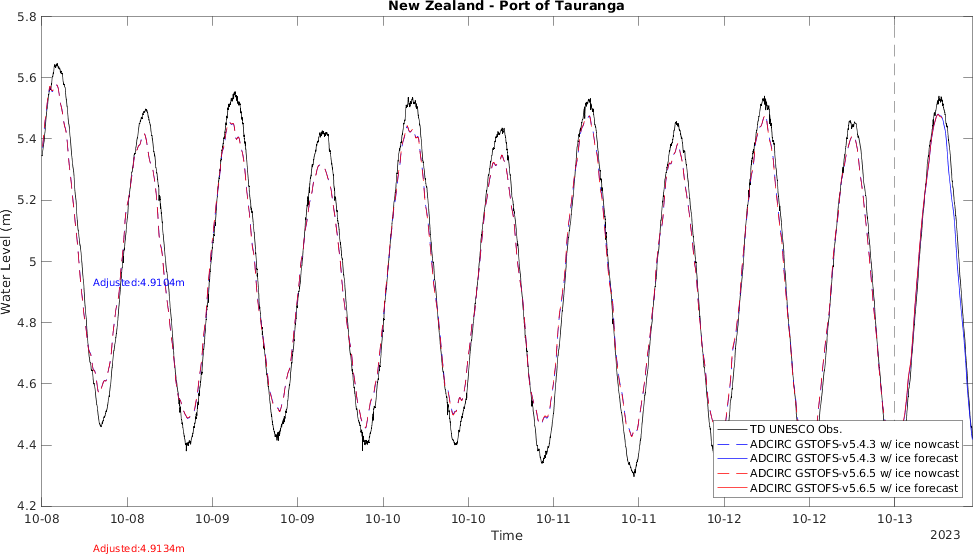 New Zealand - Port of Tauranga
5.8
5.6
5.4
5.2
5
4.8
4.6
4.4
4.2
Water Level (m)
Adjusted:4.9104m
TD UNESCO Obs.
ADCIRC GSTOFS-v5.4.3 w/ ice nowcast
ADCIRC GSTOFS-v5.4.3 w/ ice forecast
ADCIRC GSTOFS-v5.6.5 w/ ice nowcast
ADCIRC GSTOFS-v5.6.5 w/ ice forecast
10-08 10-08 10-09 10-09 10-10 10-10 10-11 10-11 10-12 10-12 10-13
Time
2023
Adjusted:4.9134m